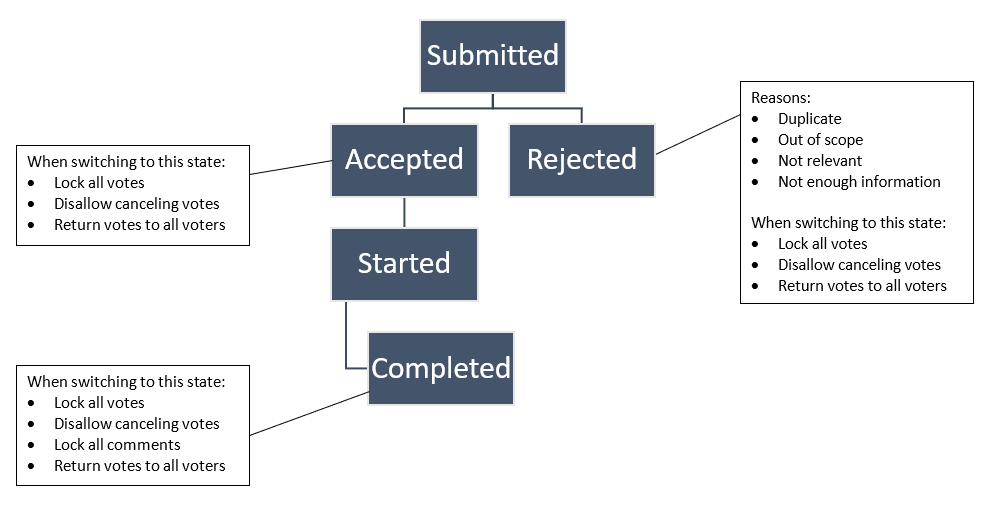 Submitted
Accepted
Rejected
Started
Completed
When switching to this state:
• Lock all votes
• Disallow canceling votes
• Return votes to all voters
Reasons:
• Duplicate
• Out of scope
• Not relevant
• Not enough information
When switching to this state:
• Lock all votes
• Disallow canceling votes
• Return votes to all voters
When switching to this state:
• Lock all votes
• Disallow canceling votes
• Lock all comments
• Return votes to all voters